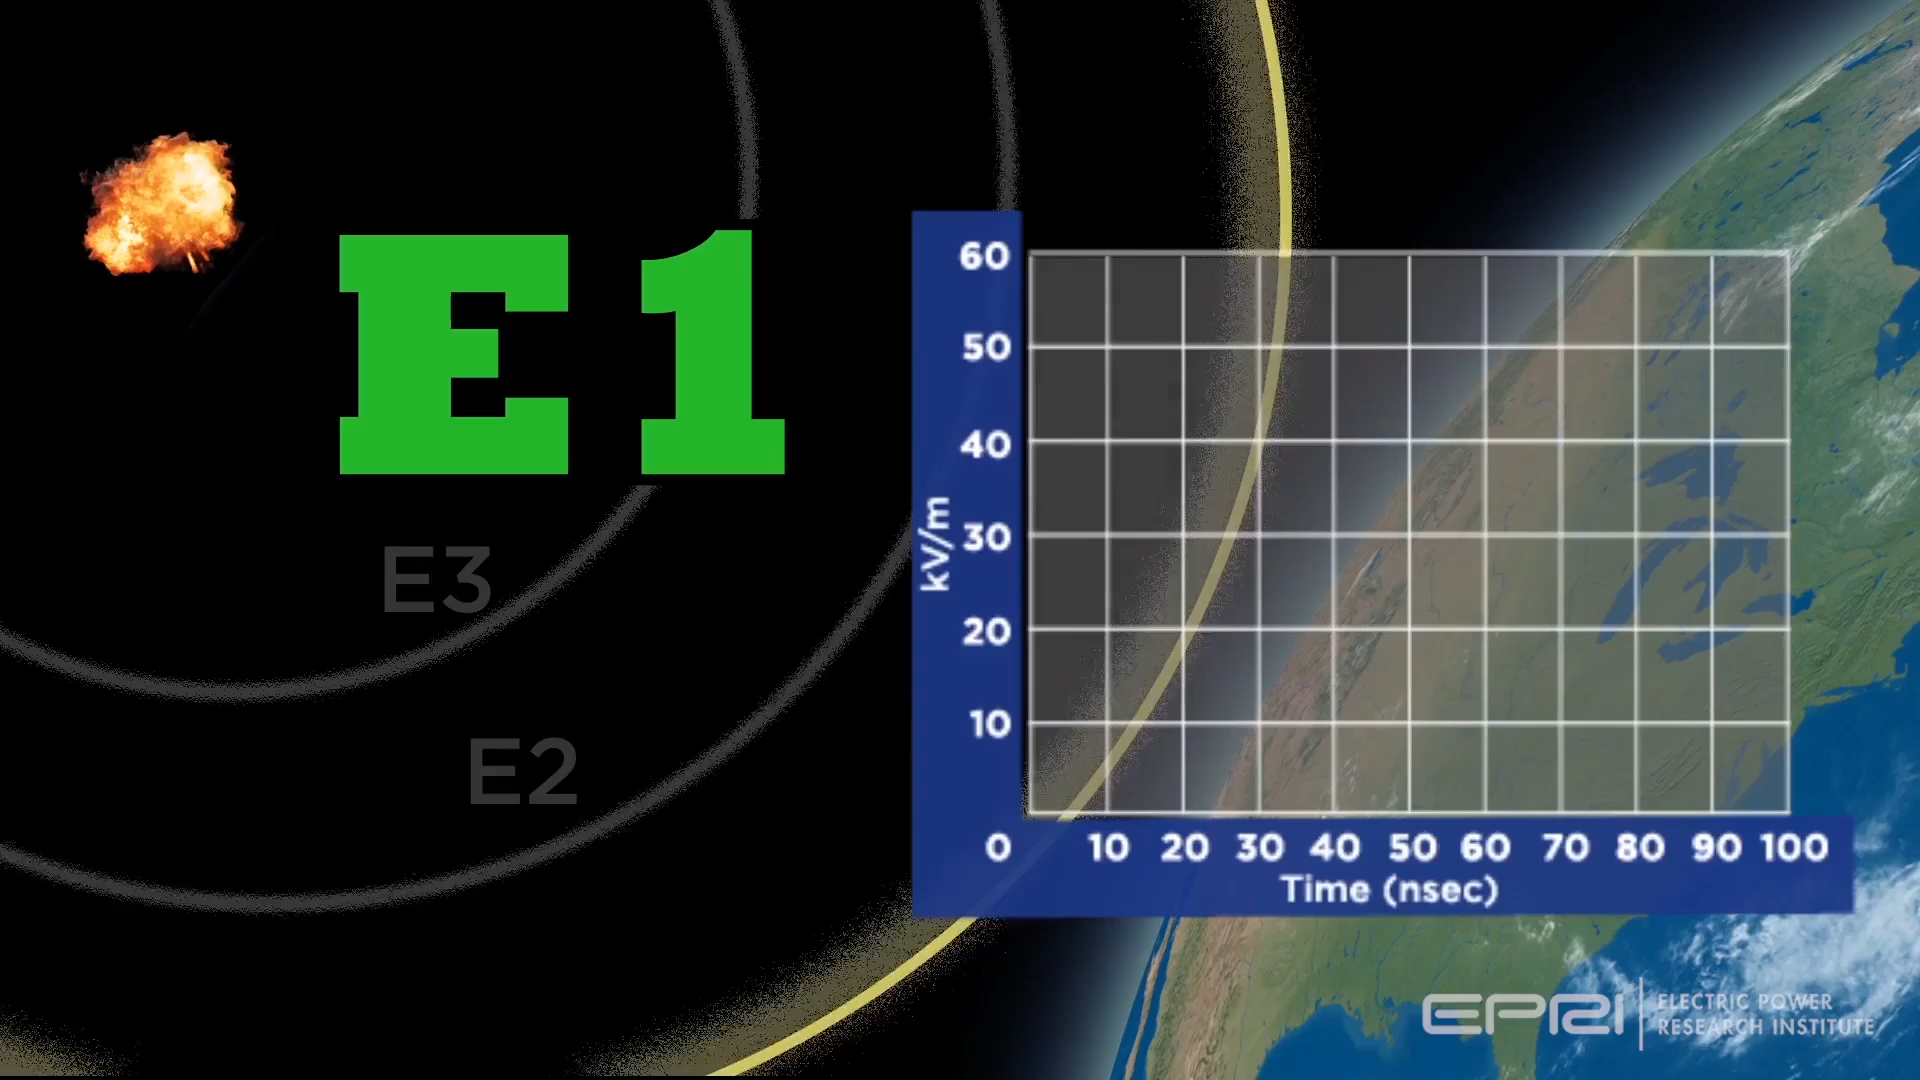 E1
E3
E2
kV/m
60
50
40
30
20
10
0 10 20 30 40 50 60 70 80 90 100
Time (nsec)
EPRI
ELECTRIC POWER
RESEARCH INSTITUTE